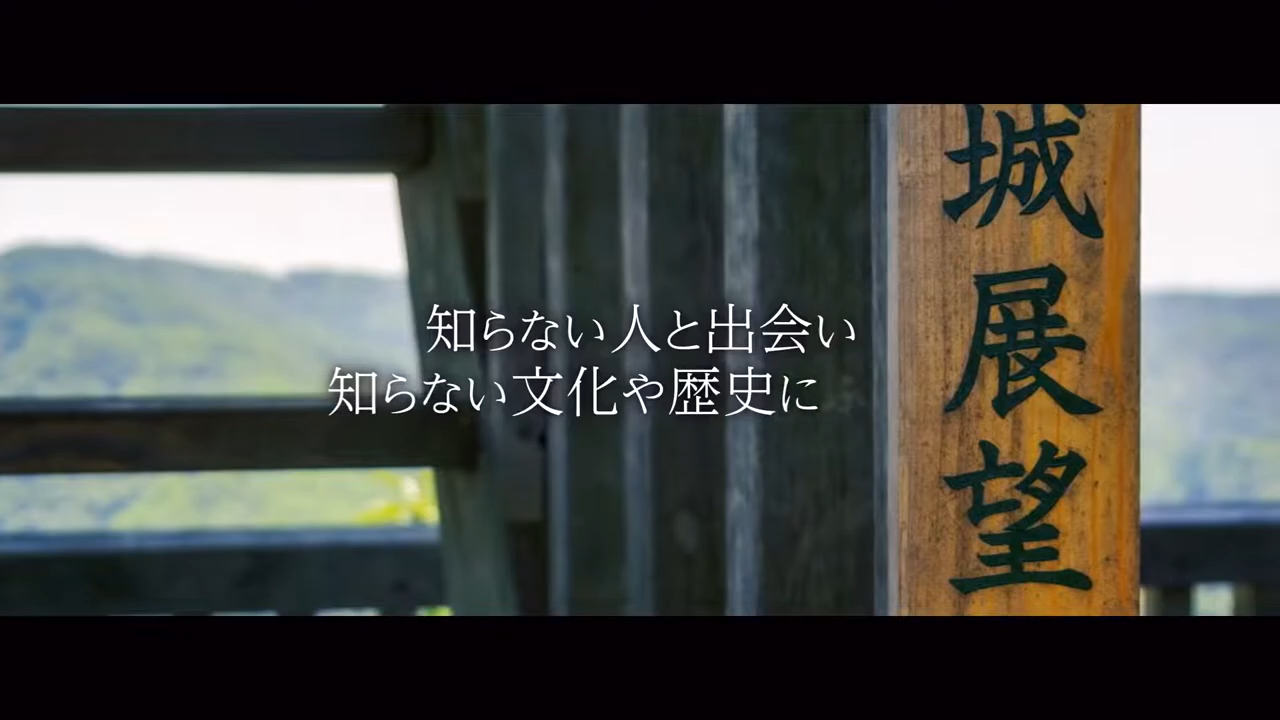 知らない人と出会い
知らない文化や歴史に
城展望